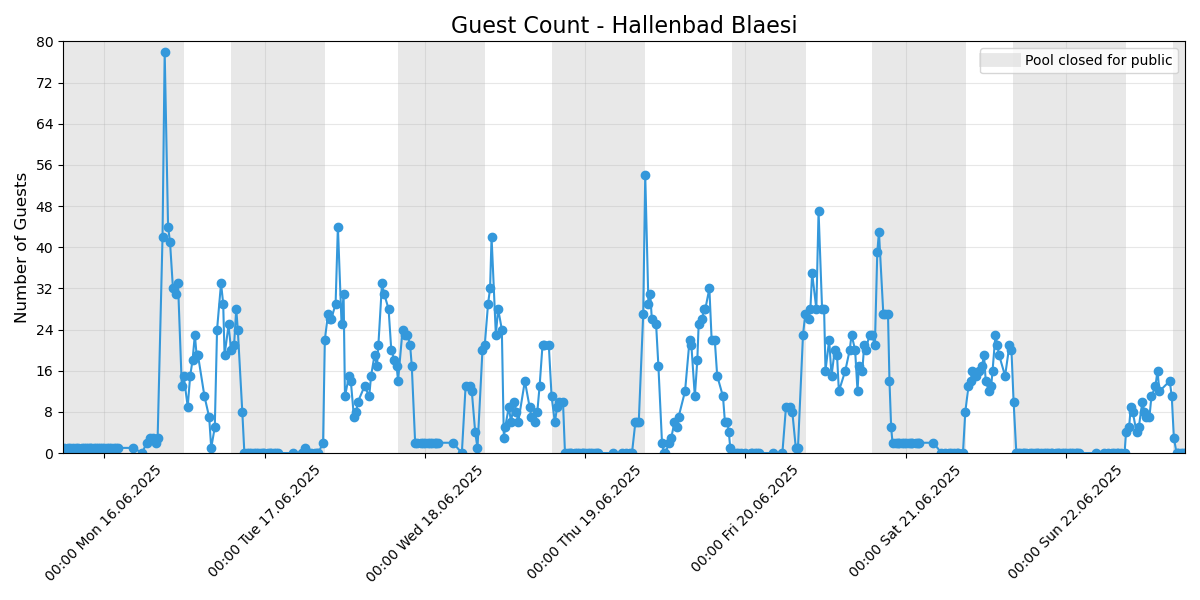 Guest Count - Hallenbad Blaesi
Pool closed for public
Number of Guests
80
72
64
56
48
40
32
24
16
8
0
00:00 Mon 16.06.2025
00:00 Tue 17.06.2025
00:00 Wed 18.06.2025
00:00 Thu 19.06.2025
00:00 Fri 20.06.2025
00:00 Sat 21.06.2025
00:00 Sun 22.06.2025